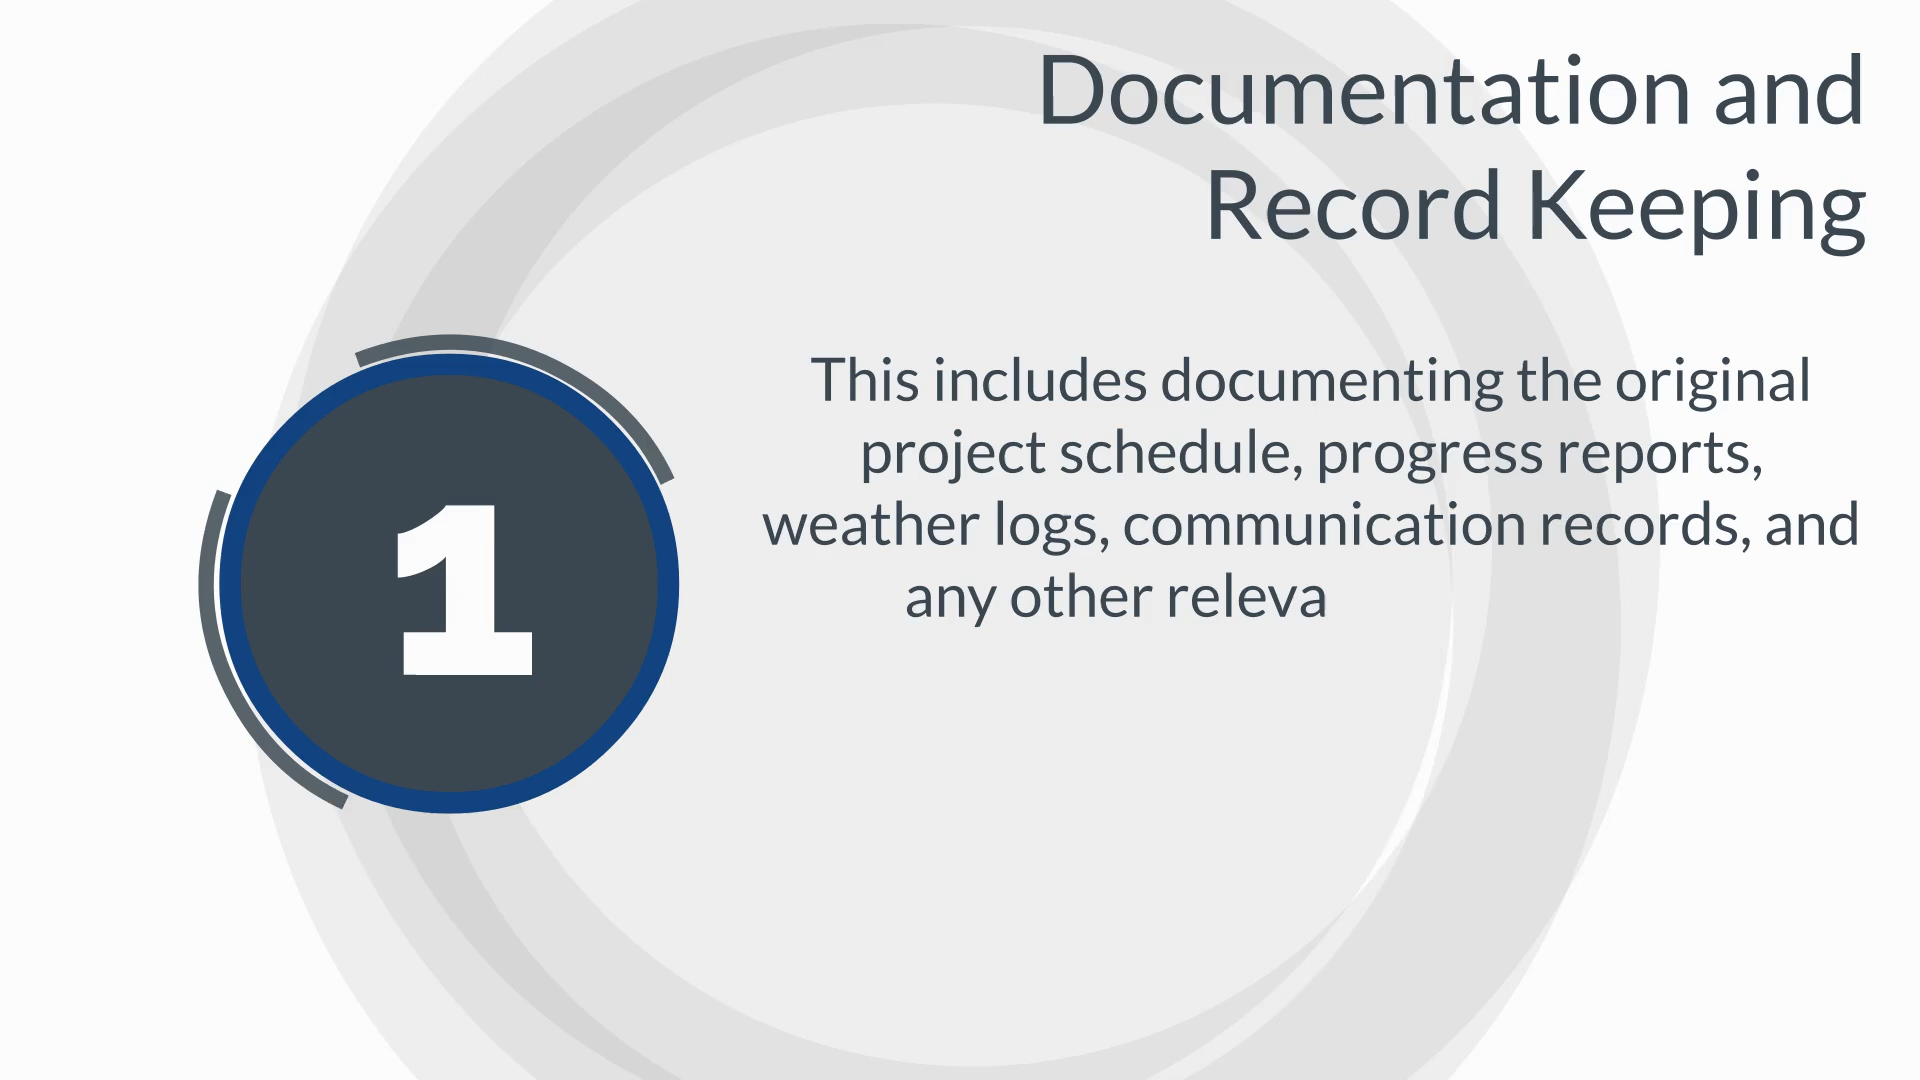 Documentation and
Record Keeping
1
This includes documenting the original
project schedule, progress reports,
weather logs, communication records, and
any other releva